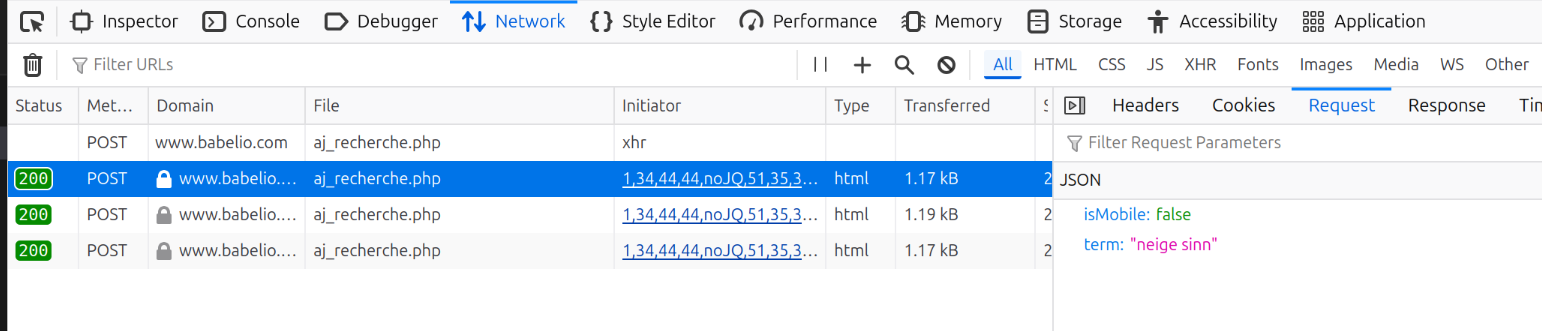 Inspector Console Debugger Network Style Editor Performance Memory Storage Accessibility Application
Filter URLs All HTML CSS JS XHR Fonts Images Media WS Other
Status Met... Domain File Initiator Type Transferred S Headers Cookies Request Response Tin
POST www.babelio.com aj_recherche.php xhr Filter Request Parameters
200 POST www.babelio.... aj_recherche.php 1,34,44,44,noJQ,51,35,3... html 1.17 kB 2 JSON
200 POST www.babelio.... aj_recherche.php 1,34,44,44,noJQ,51,35,3... html 1.19 kB 2 isMobile: false
200 POST www.babelio.... aj_recherche.php 1,34,44,44,noJQ,51,35,3... html 1.17 kB 2 term: "neige sinn"